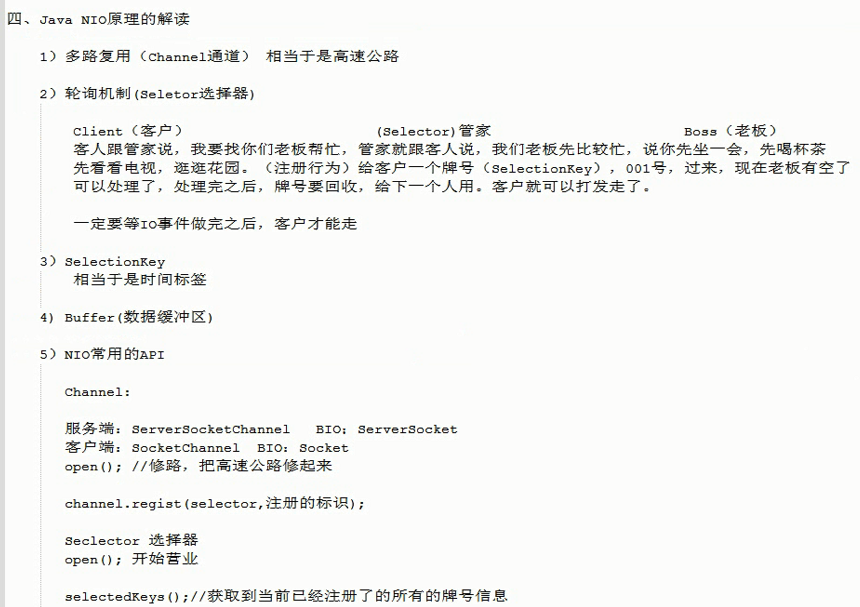 四、Java NIO原理的解读
1）多路复用（Channel通道） 相当于是高速公路
2）轮询机制(Seletor选择器)
Client（客户） (Selector)管家 Boss（老板）
客人跟管家说，我要找你们老板帮忙，管家就跟客人说，我们老板先比较忙，说你先坐一会，先喝杯茶
先看看电视，逛逛花园。（注册行为）给客户一个牌号（SelectionKey），001号，过来，现在老板有空了
可以处理了，处理完之后，牌号要回收，给下一个人用。客户就可以打发走了。
一定要等IO事件做完之后，客户才能走
3）SelectionKey
相当于是时间标签
4) Buffer(数据缓冲区)
5）NIO常用的API
Channel：
服务端：ServerSocketChannel BIO：ServerSocket
客户端：SocketChannel BIO：Socket
open(); //修路，把高速公路修起来
channel.regist(selector,注册的标识);
Seclector 选择器
open(); 开始营业
selectedKeys();//获取到当前已经注册了的所有的牌号信息